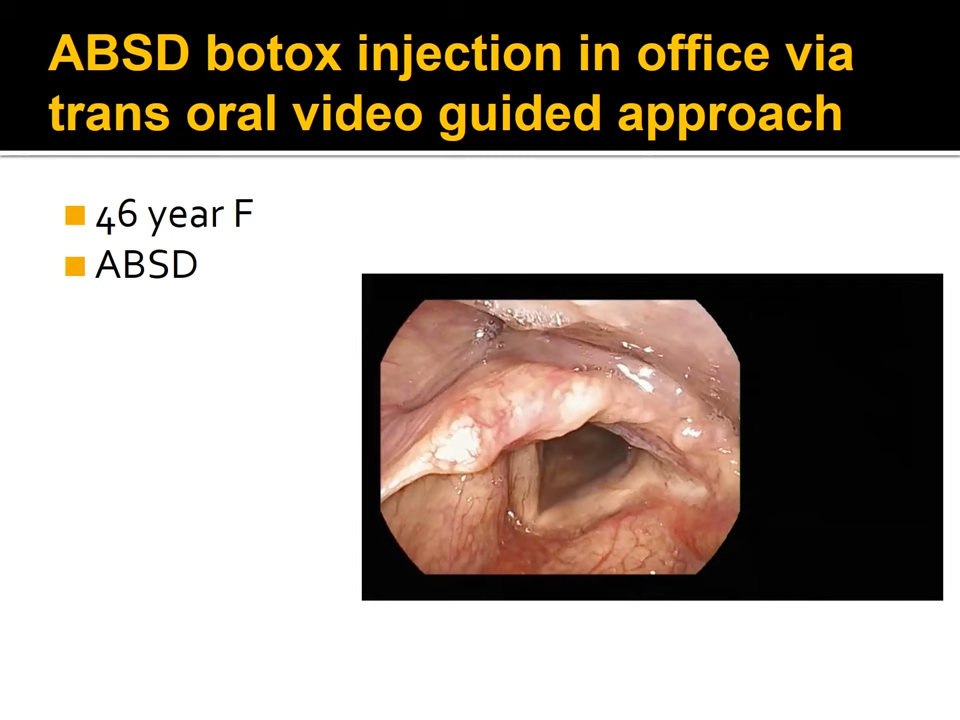 ABSD botox injection in office via
trans oral video guided approach
46 year F
ABSD